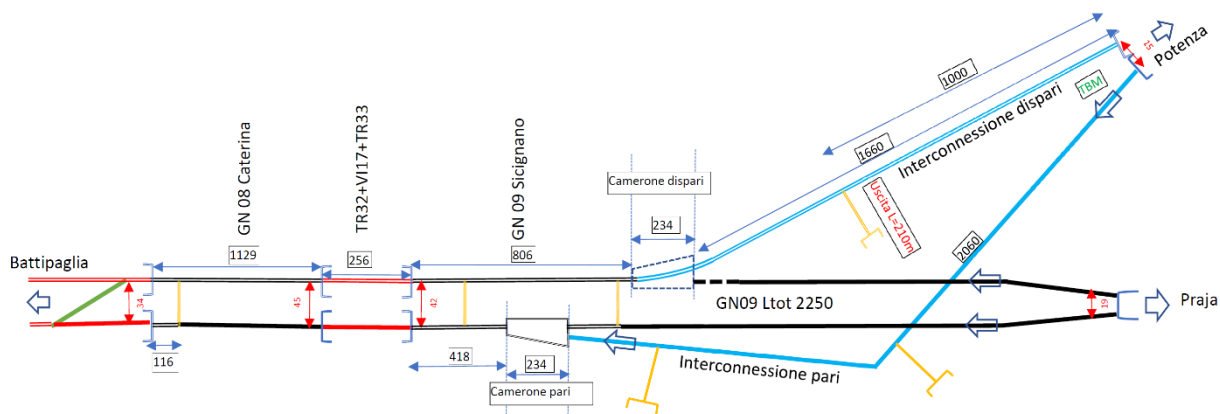 Potenza
15
TBM
1000
Interconnessione dispari
1660
Uscita L=210m
GN 08 Caterina
TR32+VI17+TR33
GN 09 Sicignano
Camerone dispari
234
2060
1129
256
806
Battipaglia
34
45
42
GN09 Ltot 2250
19
Praja
116
418
234
Interconnessione pari
Camerone pari